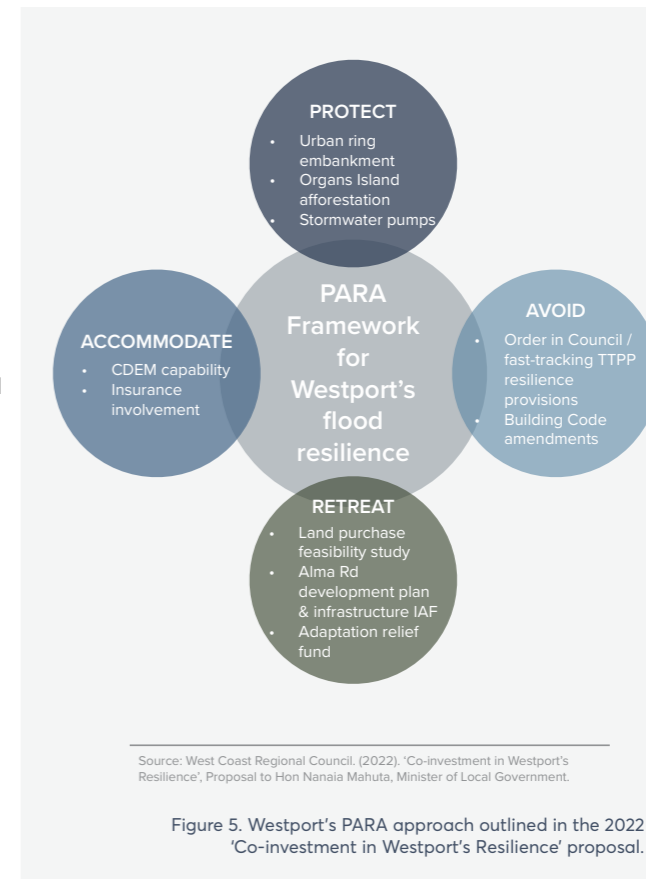 PROTECT
• Urban ring
embankment
• Organs Island
afforestation
• Stormwater pumps
PARA
Framework
for
Westport's
flood
resilience
ACCOMMODATE
• CDEM capability
• Insurance
involvement
AVOID
• Order in Council /
fast-tracking TTPP
resilience
provisions
• Building Code
amendments
RETREAT
• Land purchase
feasibility study
• Alma Rd
development plan
& infrastructure IAF
• Adaptation relief
fund
Source: West Coast Regional Council. (2022). 'Co-investment in Westport's
Resilience', Proposal to Hon Nanaia Mahuta, Minister of Local Government.
Figure 5. Westport's PARA approach outlined in the 2022
'Co-investment in Westport's Resilience' proposal.